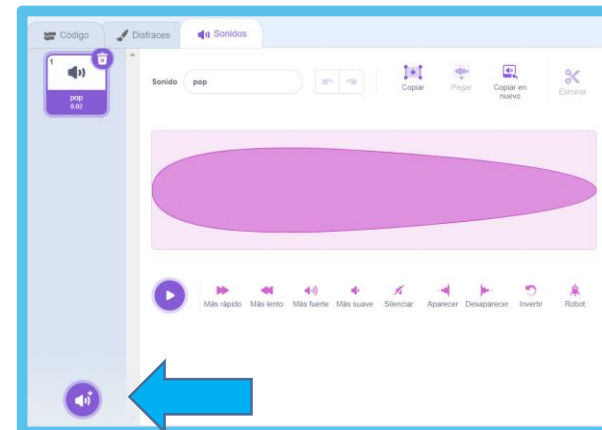 Código Disfraces Sonidos
1
pop
0.02
Sonido pop
Copiar Pegar Copiar en nuevo Eliminar
Más rápido Más lento Más fuerte Más suave Silenciar Aparecer Desaparecer Invertir Robot